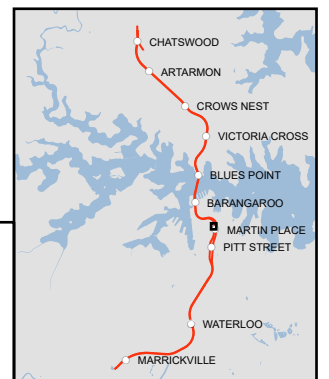 CHATSWOOD
ARTARMON
CROWS NEST
VICTORIA CROSS
BLUES POINT
BARANGAROO
MARTIN PLACE
PITT STREET
WATERLOO
MARRICKVILLE